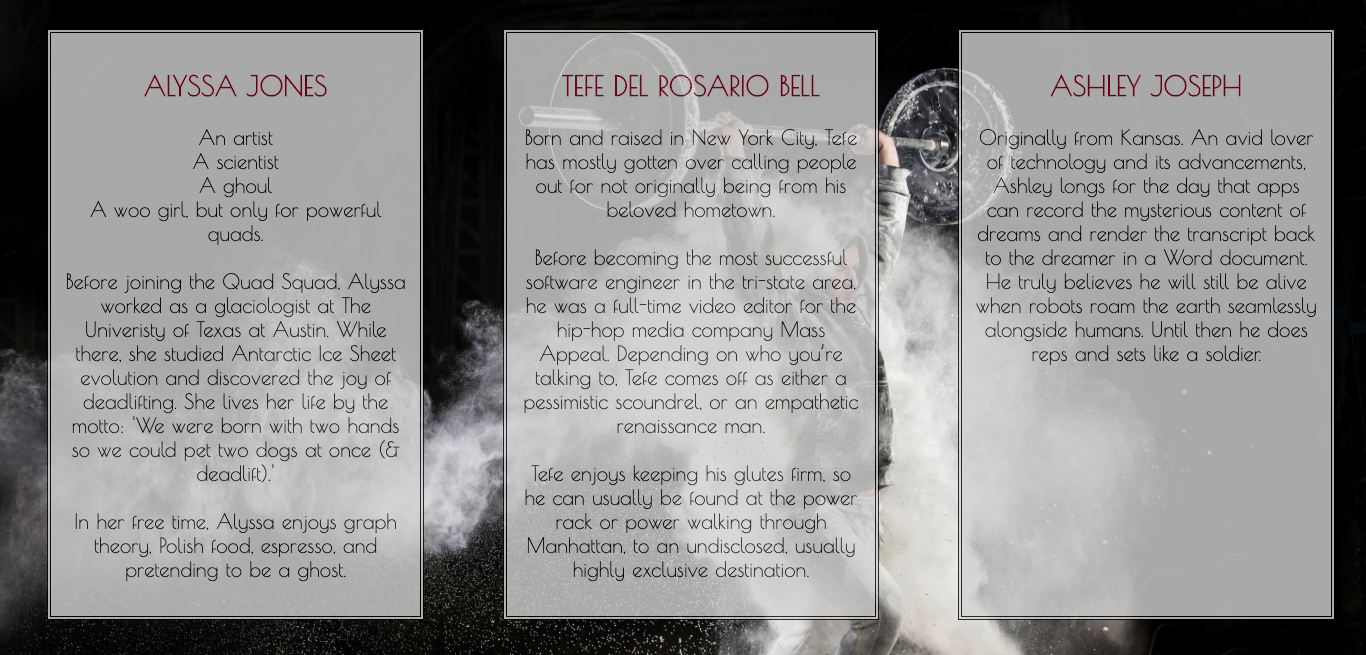 ALYSSA JONES
An artist
A scientist
A ghoul
A woo girl, but only for powerful
quads.
Before joining the Quad Squad, Alyssa
worked as a glaciologist at The
Univeristy of Texas at Austin. While
there, she studied Antarctic Ice Sheet
evolution and discovered the joy of
deadlifting. She lives her life by the
motto: 'We were born with two hands
so we could pet two dogs at once (&
deadlift).'
In her free time, Alyssa enjoys graph
theory, Polish food, espresso, and
pretending to be a ghost.
TEFE DEL ROSARIO BELL
Born and raised in New York City, Tefe
has mostly gotten over calling people
out for not originally being from his
beloved hometown.
Before becoming the most successful
software engineer in the tri-state area,
he was a full-time video editor for the
hip-hop media company Mass
Appeal. Depending on who you’re
talking to, Tefe comes off as either a
pessimistic scoundrel, or an empathetic
renaissance man.
Tefe enjoys keeping his glutes firm, so
he can usually be found at the power
rack or power walking through
Manhattan, to an undisclosed, usually
highly exclusive destination.
ASHLEY JOSEPH
Originally from Kansas. An avid lover
of technology and its advancements,
Ashley longs for the day that apps
can record the mysterious content of
dreams and render the transcript back
to the dreamer in a Word document.
He truly believes he will still be alive
when robots roam the earth seamlessly
alongside humans. Until then he does
reps and sets like a soldier.